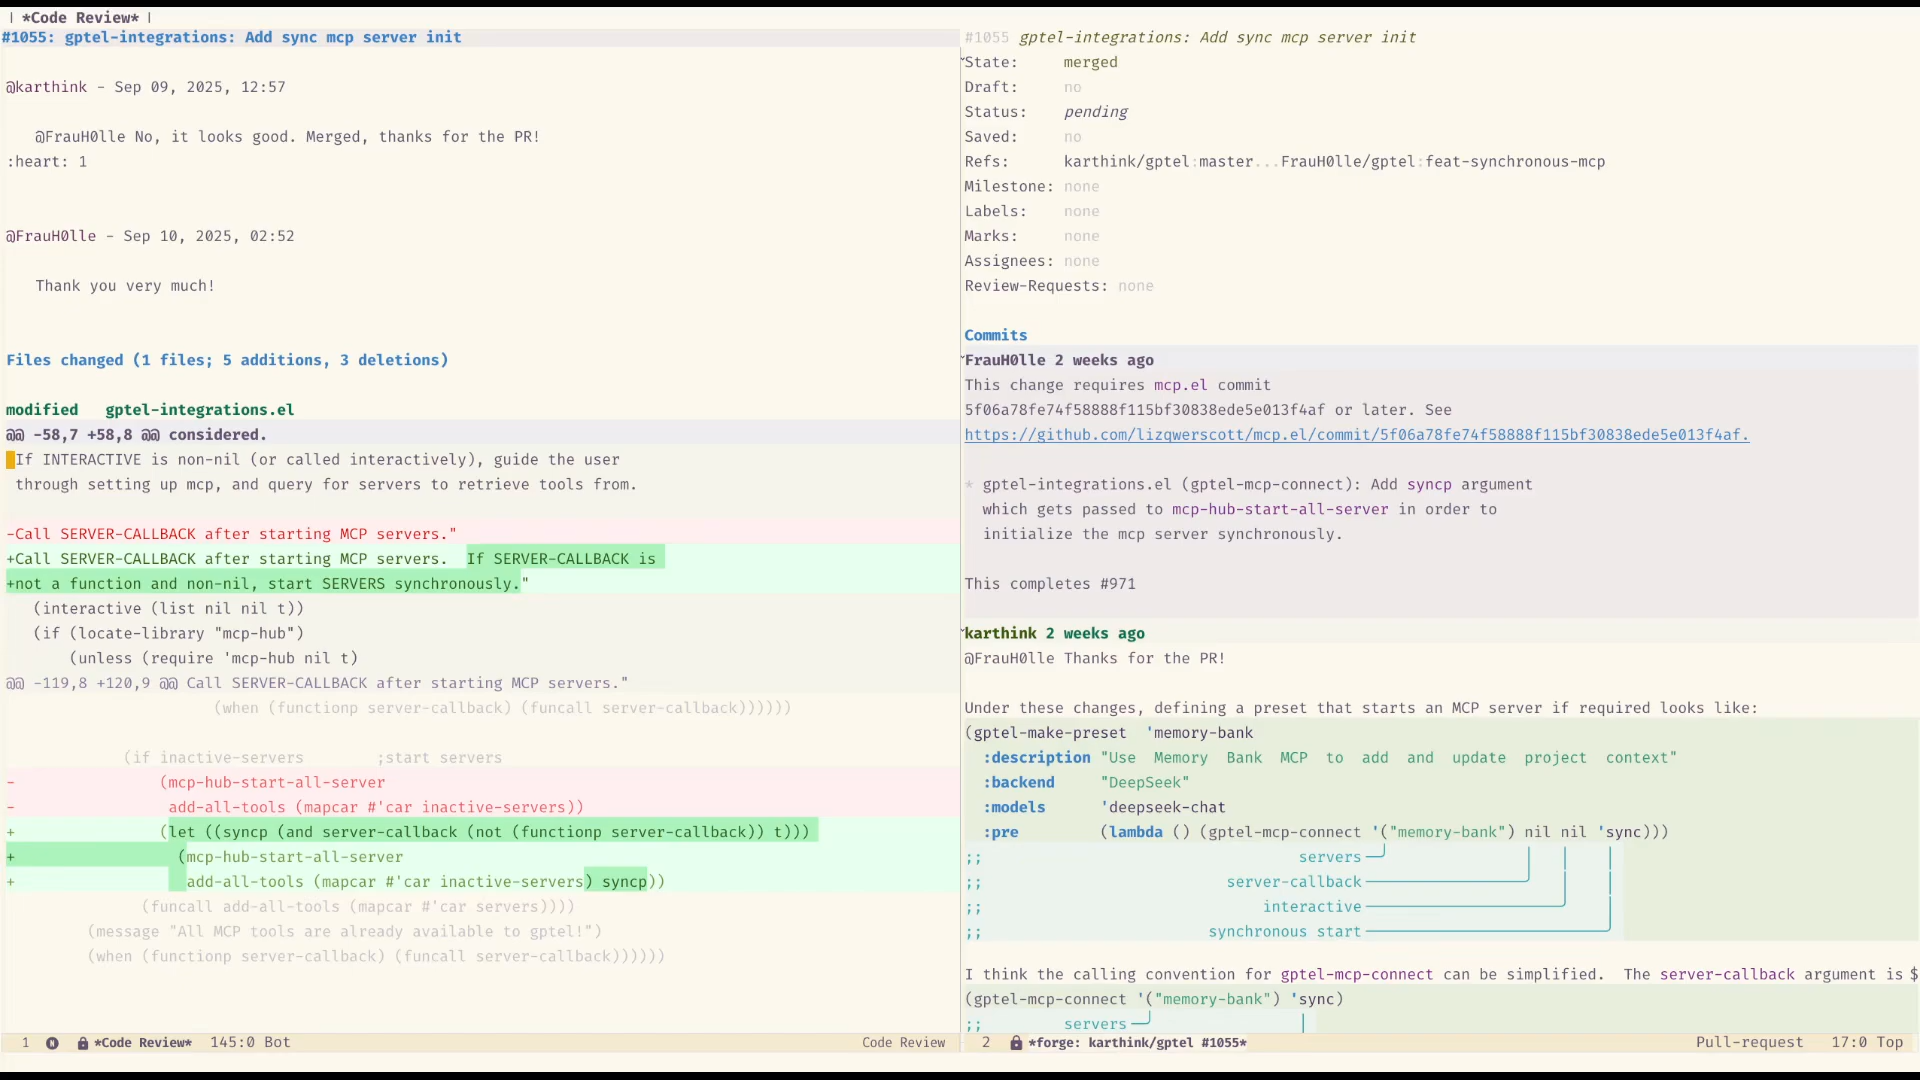 | *Code Review* |
#1055: gptel-integrations: Add sync mcp server init
@karthink - Sep 09, 2025, 12:57
@FrauH0lle No, it looks good. Merged, thanks for the PR!
:heart: 1
@FrauH0lle - Sep 10, 2025, 02:52
Thank you very much!
Files changed (1 files; 5 additions, 3 deletions)
modified   gptel-integrations.el
@@ -58,7 +58,8 @@ considered.
If INTERACTIVE is non-nil (or called interactively), guide the user
through setting up mcp, and query for servers to retrieve tools from.
-Call SERVER-CALLBACK after starting MCP servers."
+Call SERVER-CALLBACK after starting MCP servers.  If SERVER-CALLBACK is
+not a function and non-nil, start SERVERS synchronously."
(interactive (list nil nil t))
(if (locate-library "mcp-hub")
(unless (require 'mcp-hub nil t)
@@ -119,8 +120,9 @@ Call SERVER-CALLBACK after starting MCP servers."
(when (functionp server-callback) (funcall server-callback))))))
(if inactive-servers        ;start servers
-                (mcp-hub-start-all-server
-                 add-all-tools (mapcar #'car inactive-servers))
+                (let ((syncp (and server-callback (not (functionp server-callback)) t)))
+                  (mcp-hub-start-all-server
+                   add-all-tools (mapcar #'car inactive-servers) syncp))
(funcall add-all-tools (mapcar #'car servers))))
(message "All MCP tools are already available to gptel!")
(when (functionp server-callback) (funcall server-callback))))))
1 N *Code Review*  145:0 Bot Code Review
#1055 gptel-integrations: Add sync mcp server init
State:     merged
Draft:     no
Status:    pending
Saved:     no
Refs:      karthink/gptel:master...FrauH0lle/gptel:feat-synchronous-mcp
Milestone: none
Labels:    none
Marks:     none
Assignees: none
Review-Requests: none
Commits
FrauH0lle 2 weeks ago
This change requires mcp.el commit
5f06a78fe74f58888f115bf30838ede5e013f4af or later. See
https://github.com/lizqwerscott/mcp.el/commit/5f06a78fe74f58888f115bf30838ede5e013f4af.
* gptel-integrations.el (gptel-mcp-connect): Add syncp argument
which gets passed to mcp-hub-start-all-server in order to
initialize the mcp server synchronously.
This completes #971
karthink 2 weeks ago
@FrauH0lle Thanks for the PR!
Under these changes, defining a preset that starts an MCP server if required looks like:
(gptel-make-preset  'memory-bank
:description "Use  Memory  Bank  MCP  to  add  and  update  project  context"
:backend     "DeepSeek"
:models      'deepseek-chat
:pre         (lambda () (gptel-mcp-connect '("memory-bank") nil nil 'sync)))
;; servers
;; server-callback
;; interactive
;; synchronous start
I think the calling convention for gptel-mcp-connect can be simplified.  The server-callback argument is $
(gptel-mcp-connect '("memory-bank") 'sync)
;; servers
2 *forge: karthink/gptel #1055* Pull-request   17:0 Top